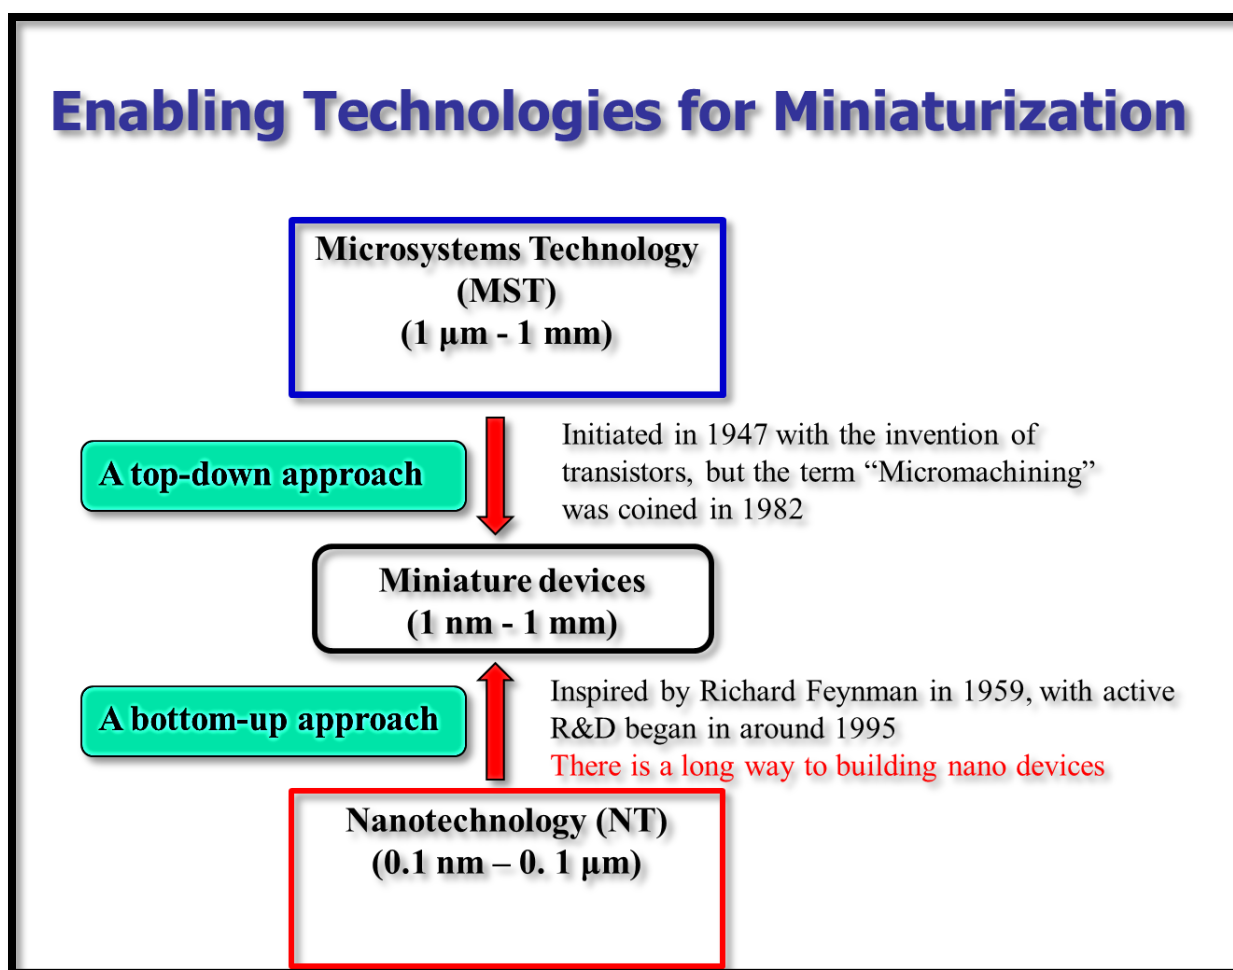 Enabling Technologies for Miniaturization
Microsystems Technology
(MST)
(1 μm - 1 mm)
A top-down approach
Initiated in 1947 with the invention of
transistors, but the term “Micromachining”
was coined in 1982
Miniature devices
(1 nm - 1 mm)
A bottom-up approach
Inspired by Richard Feynman in 1959, with active
R&D began in around 1995
There is a long way to building nano devices
Nanotechnology (NT)
(0.1 nm – 0. 1 μm)